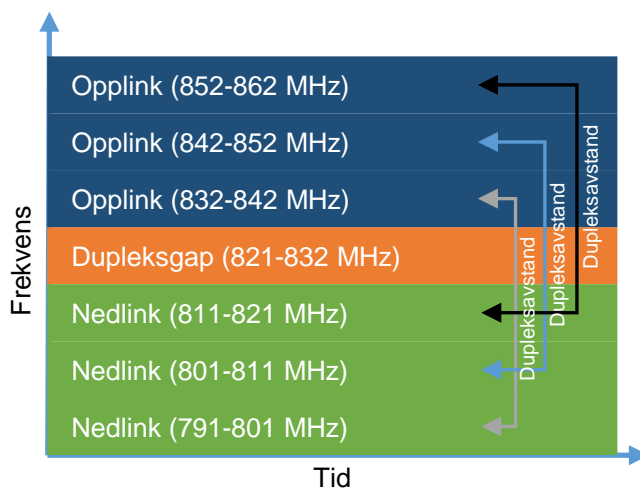 Frekvens
Opplink (852-862 MHz)
Opplink (842-852 MHz)
Opplink (832-842 MHz)
Dupleksgap (821-832 MHz)
Nedlink (811-821 MHz)
Nedlink (801-811 MHz)
Nedlink (791-801 MHz)
Dupleksavstand
Dupleksavstand
Dupleksavstand
Tid